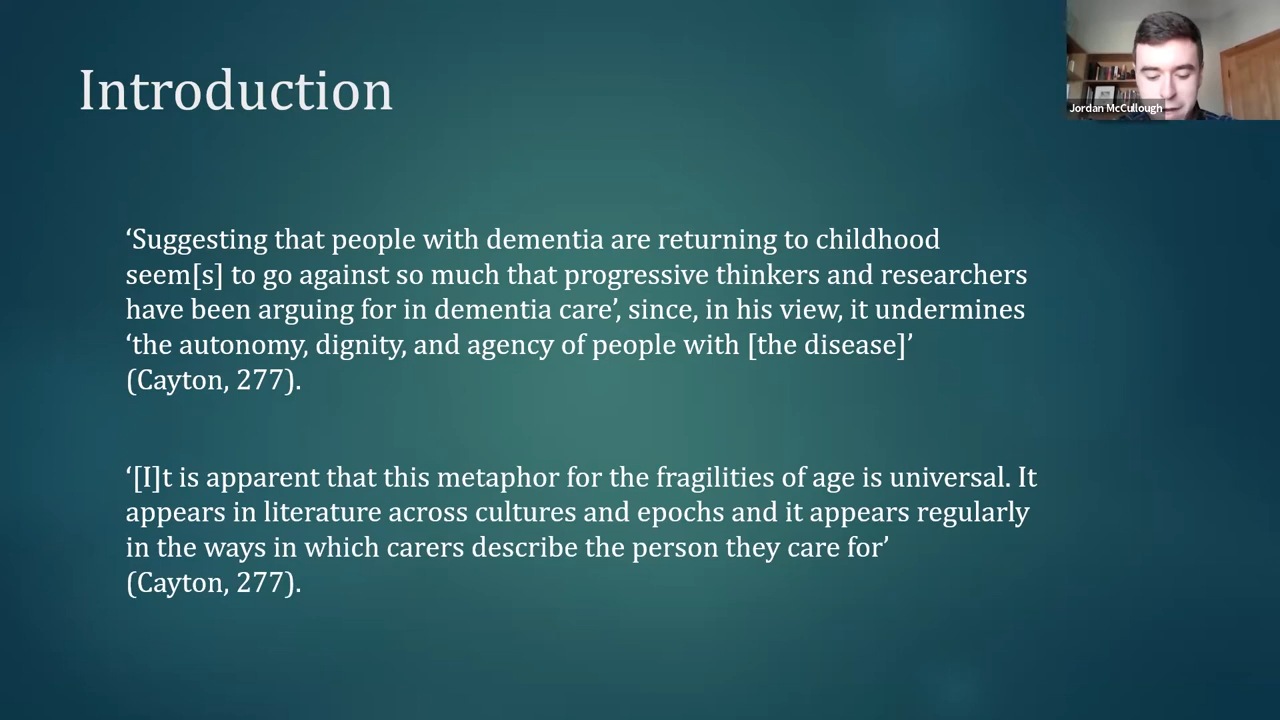 Introduction
Jordan McCullough
‘Suggesting that people with dementia are returning to childhood
seem[s] to go against so much that progressive thinkers and researchers
have been arguing for in dementia care’, since, in his view, it undermines
‘the autonomy, dignity, and agency of people with [the disease]’
(Cayton, 277).
‘[I]t is apparent that this metaphor for the fragilities of age is universal. It
appears in literature across cultures and epochs and it appears regularly
in the ways in which carers describe the person they care for’
(Cayton, 277).